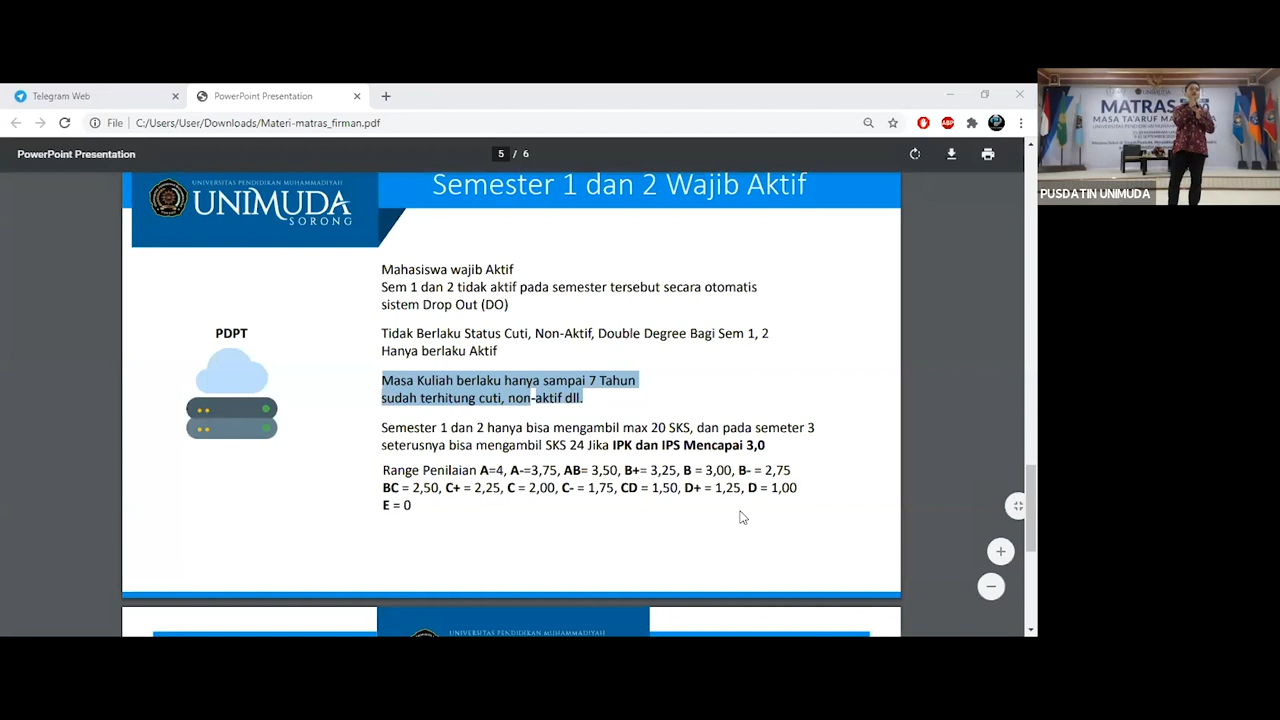 Telegram Web
PowerPoint Presentation
File C:/Users/User/Downloads/Materi-matras_firman.pdf
ABP
PowerPoint Presentation
5 / 6
UNIVERSITAS PENDIDIKAN MUHAMMADIYAH
UNIMUDA
SORONG
Semester 1 dan 2 Wajib Aktif
Mahasiswa wajib Aktif
Sem 1 dan 2 tidak aktif pada semester tersebut secara otomatis
sistem Drop Out (DO)
PDPT
Tidak Berlaku Status Cuti, Non-Aktif, Double Degree Bagi Sem 1, 2
Hanya berlaku Aktif
Masa Kuliah berlaku hanya sampai 7 Tahun
sudah terhitung cuti, non-aktif dll.
Semester 1 dan 2 hanya bisa mengambil max 20 SKS, dan pada semeter 3
seterusnya bisa mengambil SKS 24 Jika IPK dan IPS Mencapai 3,0
Range Penilaian A=4, A-=3,75, AB= 3,50, B+= 3,25, B = 3,00, B- = 2,75
BC = 2,50, C+ = 2,25, C = 2,00, C- = 1,75, CD = 1,50, D+ = 1,25, D = 1,00
E = 0
UNIVERSITAS PENDIDIKAN MUHAMMADIYAH
UNIMUDA
MATRAS
MASA TA'ARUF
PUSDATIN UNIMUDA